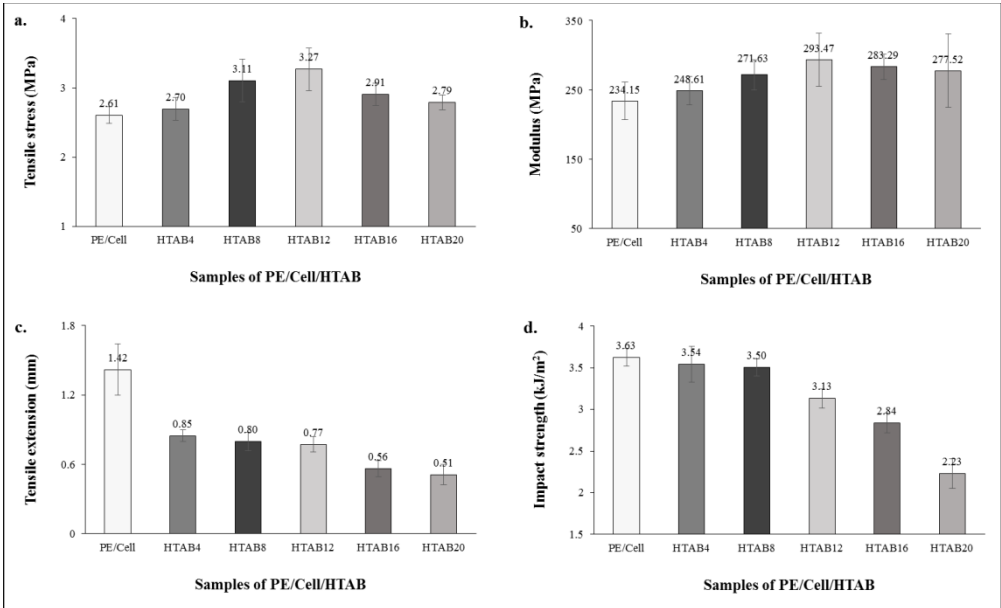 a.
Tensile stress (MPa)
4
3
2
1
2.61
2.70
3.11
3.27
2.91
2.79
PE/Cell HTAB4 HTAB8 HTAB12 HTAB16 HTAB20
Samples of PE/Cell/HTAB
b.
Modulus (MPa)
350
250
150
50
234.15
248.61
271.63
293.47
283.29
277.52
PE/Cell HTAB4 HTAB8 HTAB12 HTAB16 HTAB20
Samples of PE/Cell/HTAB
c.
Tensile extension (mm)
1.8
1.2
0.6
0
1.42
0.85
0.80
0.77
0.56
0.51
PE/Cell HTAB4 HTAB8 HTAB12 HTAB16 HTAB20
Samples of PE/Cell/HTAB
d.
Impact strength (kJ/m²)
4
3.5
3
2.5
2
1.5
3.63
3.54
3.50
3.13
2.84
2.23
PE/Cell HTAB4 HTAB8 HTAB12 HTAB16 HTAB20
Samples of PE/Cell/HTAB